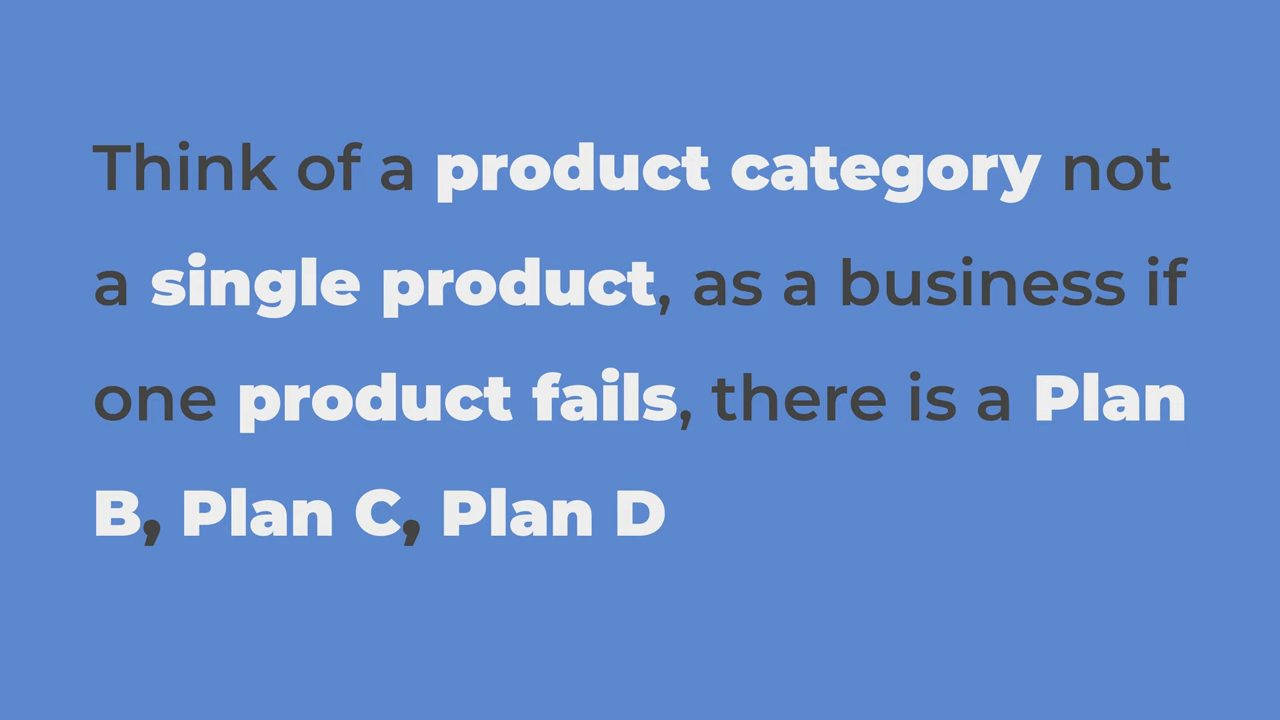 Think of a product category not
a single product, as a business if
one product fails, there is a Plan
B, Plan C, Plan D